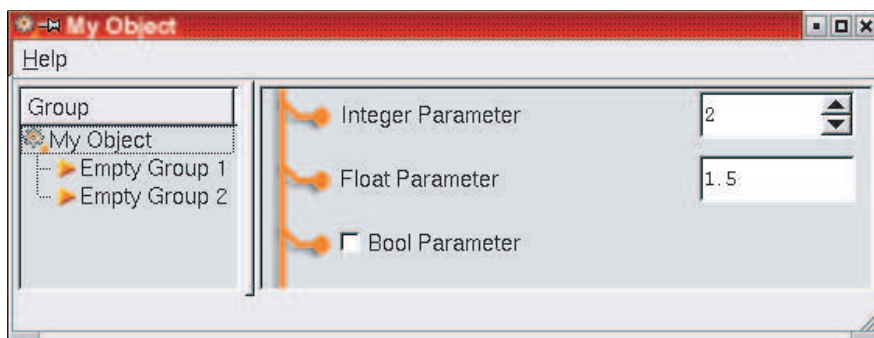 My Object
Help
Group
My Object
Empty Group 1
Empty Group 2
Integer Parameter
2
Float Parameter
1.5
Bool Parameter